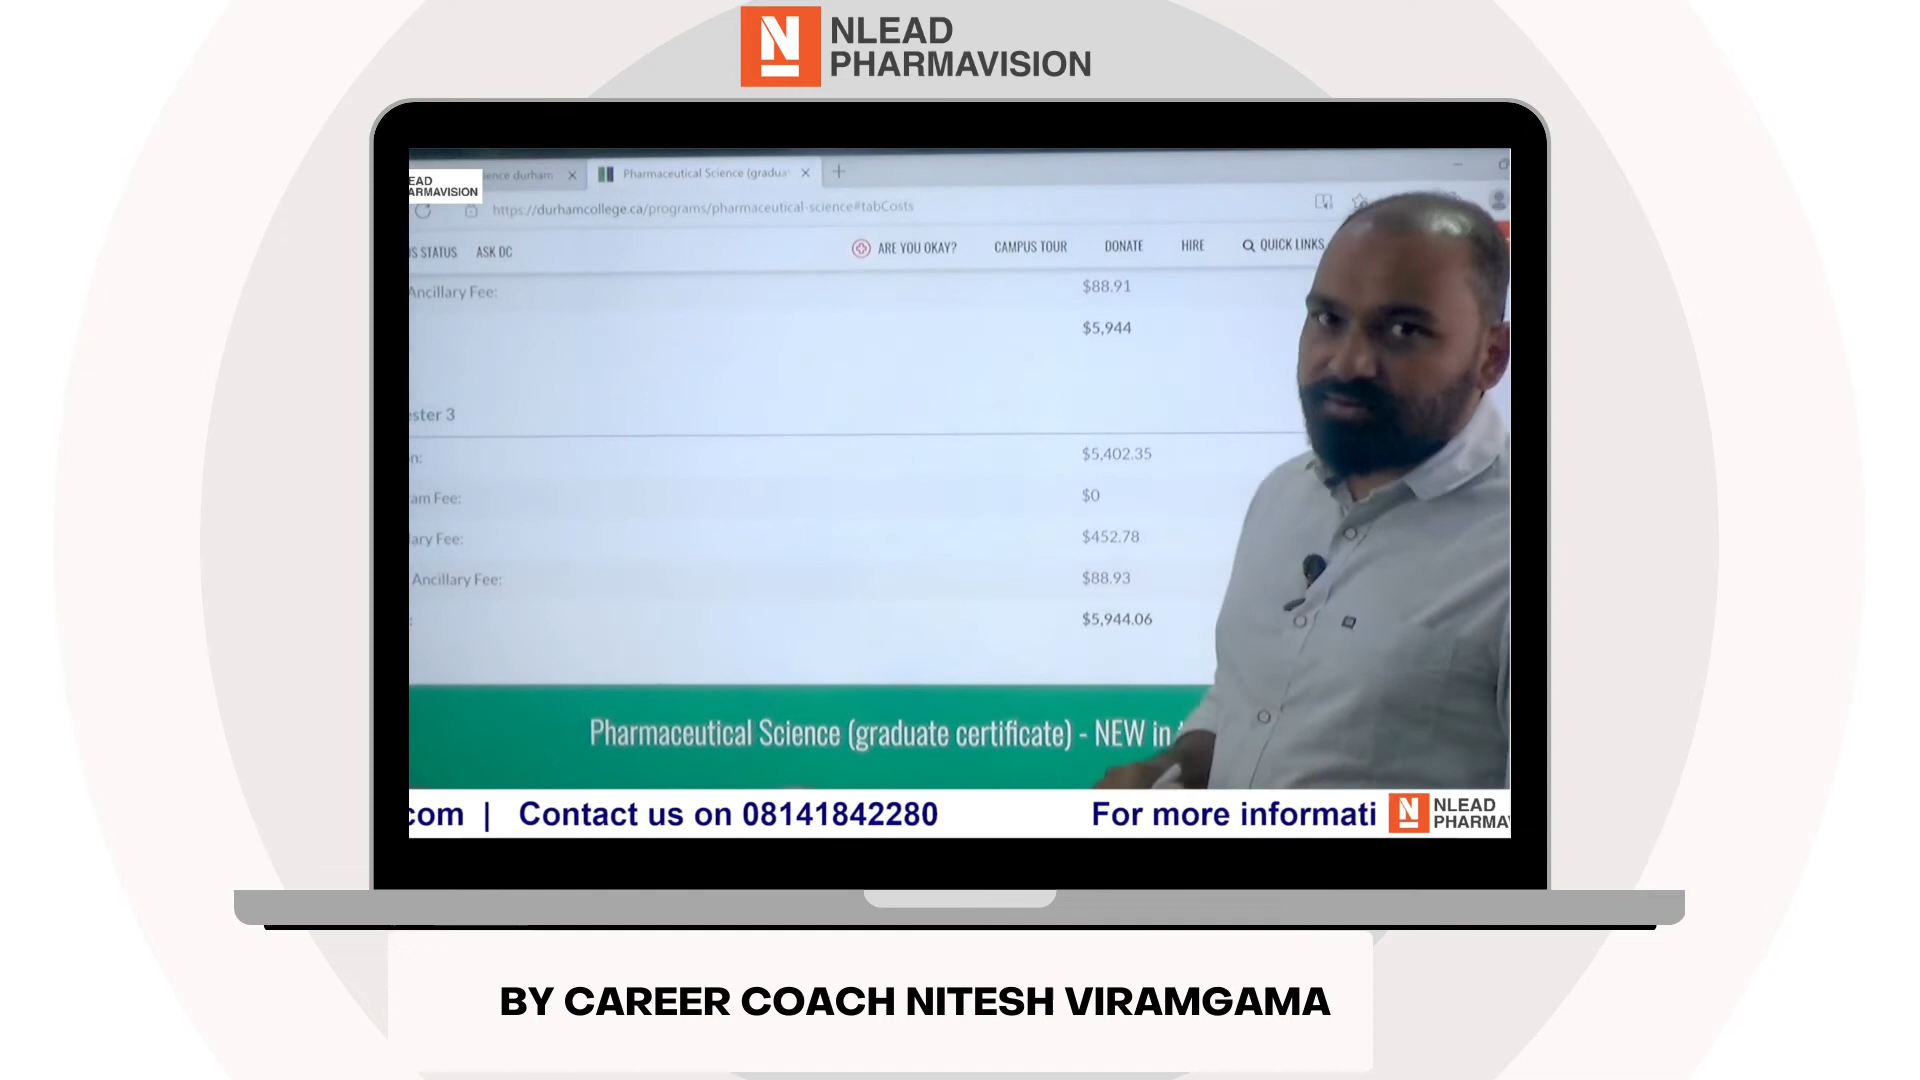 NLEAD
PHARMAVISION
EAD
ARMAVISION
ence durham
Pharmaceutical Science (gradua
https://durhamcollege.ca/programs/pharmaceutical-science#tabCosts
S STATUS ASK DC ARE YOU OKAY? CAMPUS TOUR DONATE HIRE QUICK LINKS
Ancillary Fee: $88.91
$5,944
ster 3
n: $5,402.35
am Fee: $0
ary Fee: $452.78
Ancillary Fee: $88.93
: $5,944.06
Pharmaceutical Science (graduate certificate) - NEW in
com | Contact us on 08141842280 For more informati
NLEAD
PHARMA
BY CAREER COACH NITESH VIRAMGAMA